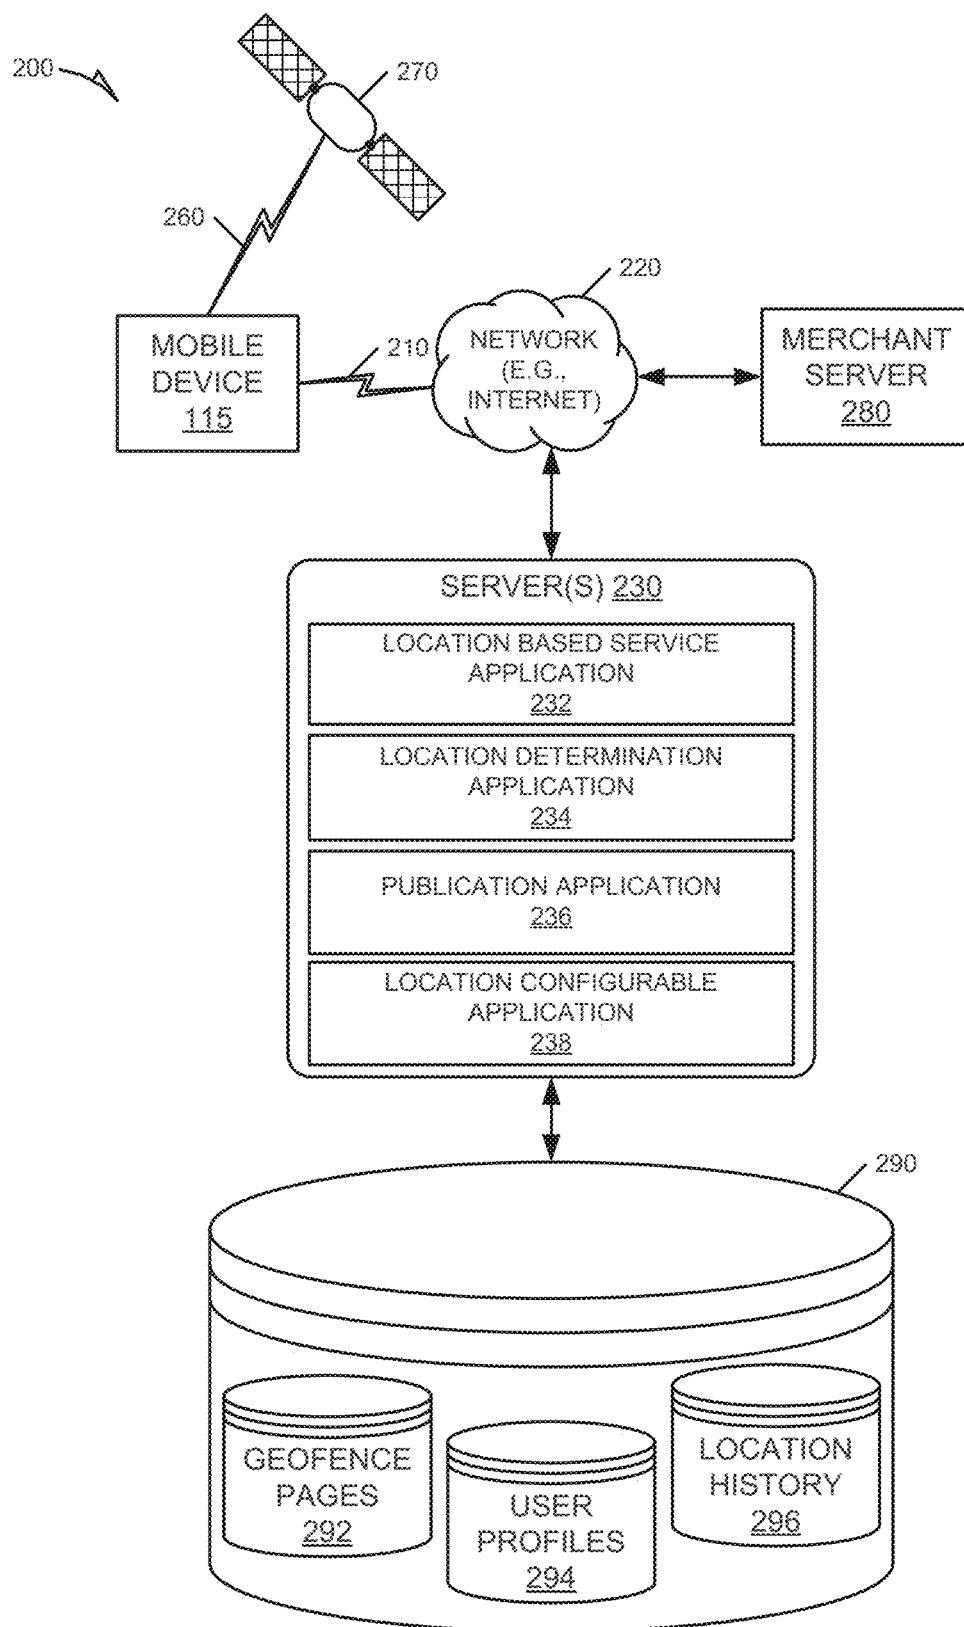 200
270
260
220
MOBILE
DEVICE
115
210
NETWORK
(E.G.,
INTERNET)
MERCHANT
SERVER
280
SERVER(S) 230
LOCATION BASED SERVICE
APPLICATION
232
LOCATION DETERMINATION
APPLICATION
234
PUBLICATION APPLICATION
236
LOCATION CONFIGURABLE
APPLICATION
238
290
GEOFENCE
PAGES
292
USER
PROFILES
294
LOCATION
HISTORY
296